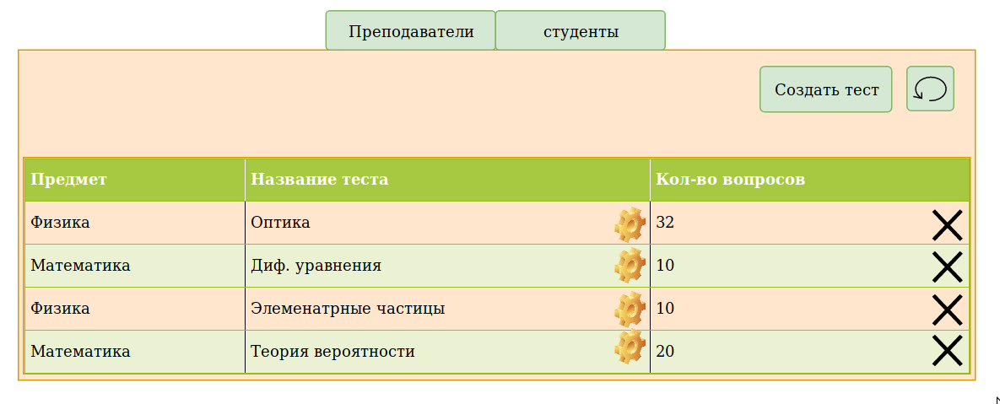 Преподаватели студенты
Создать тест
Предмет Название теста Кол-во вопросов
Физика Оптика 32
Математика Диф. уравнения 10
Физика Элеменатрные частицы 10
Математика Теория вероятности 20